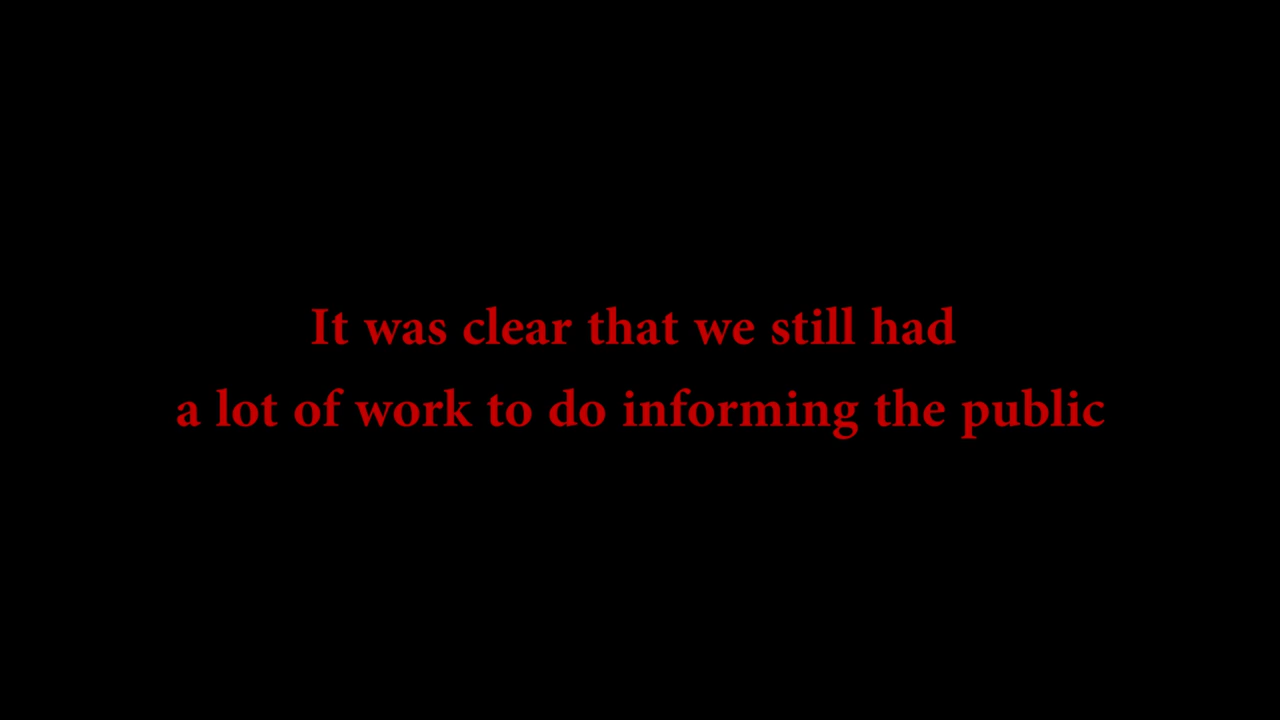 It was clear that we still had
a lot of work to do informing the public